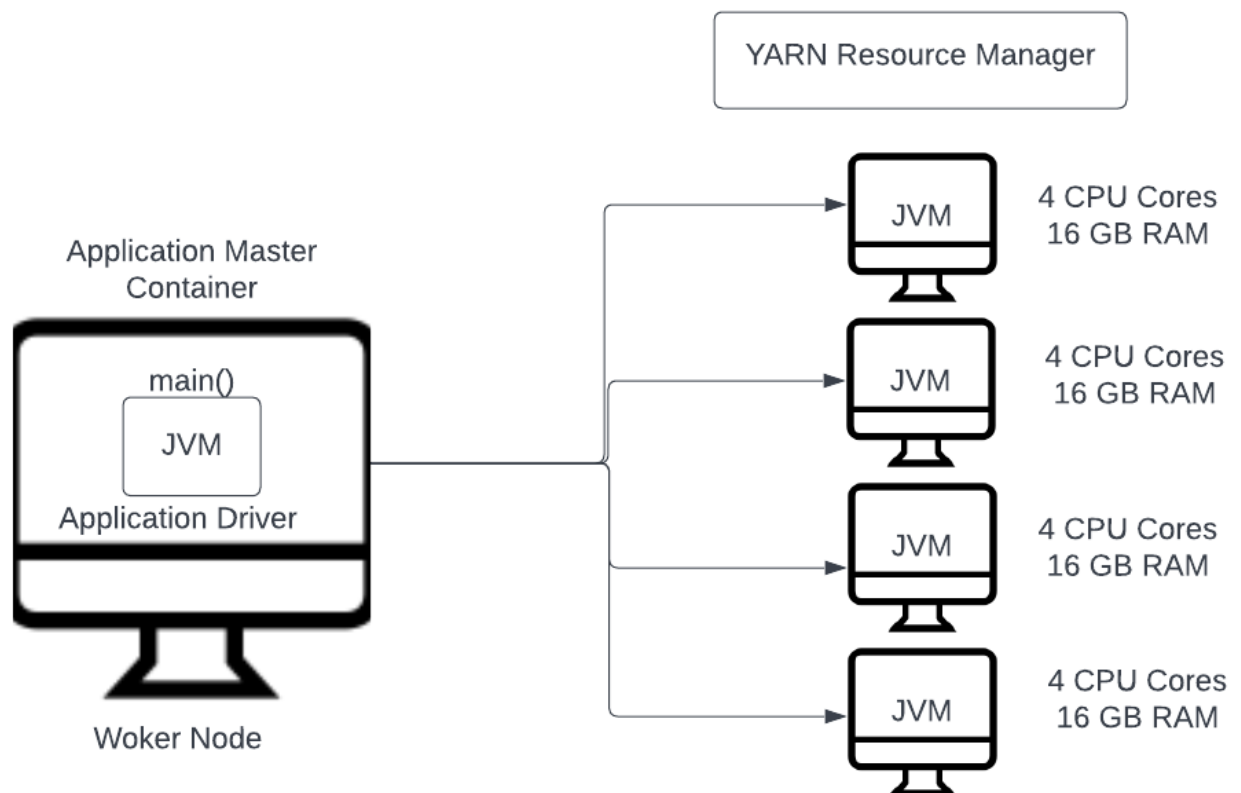 YARN Resource Manager
JVM
4 CPU Cores
16 GB RAM
Application Master
Container
main()
JVM
Application Driver
Woker Node
JVM
4 CPU Cores
16 GB RAM
JVM
4 CPU Cores
16 GB RAM
JVM
4 CPU Cores
16 GB RAM